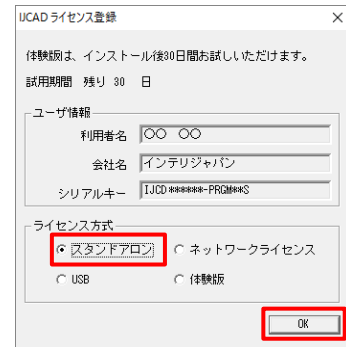 IJCAD ライセンス登録
体験版は、インストール後30日間お試しいただけます。
試用期間 残り 30 日
ユーザ情報
利用者名 〇〇 〇〇
会社名 インテリジャパン
シリアルキー IJCD******-PRGM**S
ライセンス方式
スタンドアロン ネットワークライセンス
USB 体験版
OK